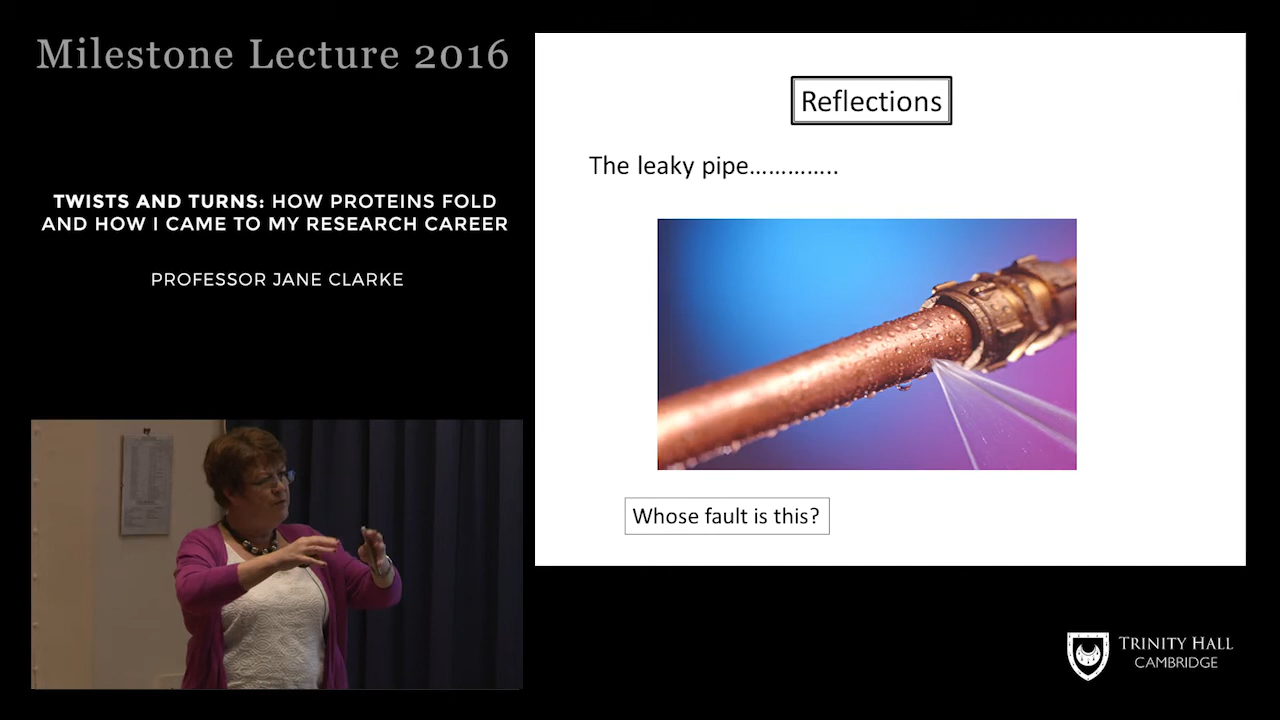 Milestone Lecture 2016
TWISTS AND TURNS: HOW PROTEINS FOLD
AND HOW I CAME TO MY RESEARCH CAREER
PROFESSOR JANE CLARKE
Reflections
The leaky pipe…………..
Whose fault is this?
TRINITY HALL
CAMBRIDGE